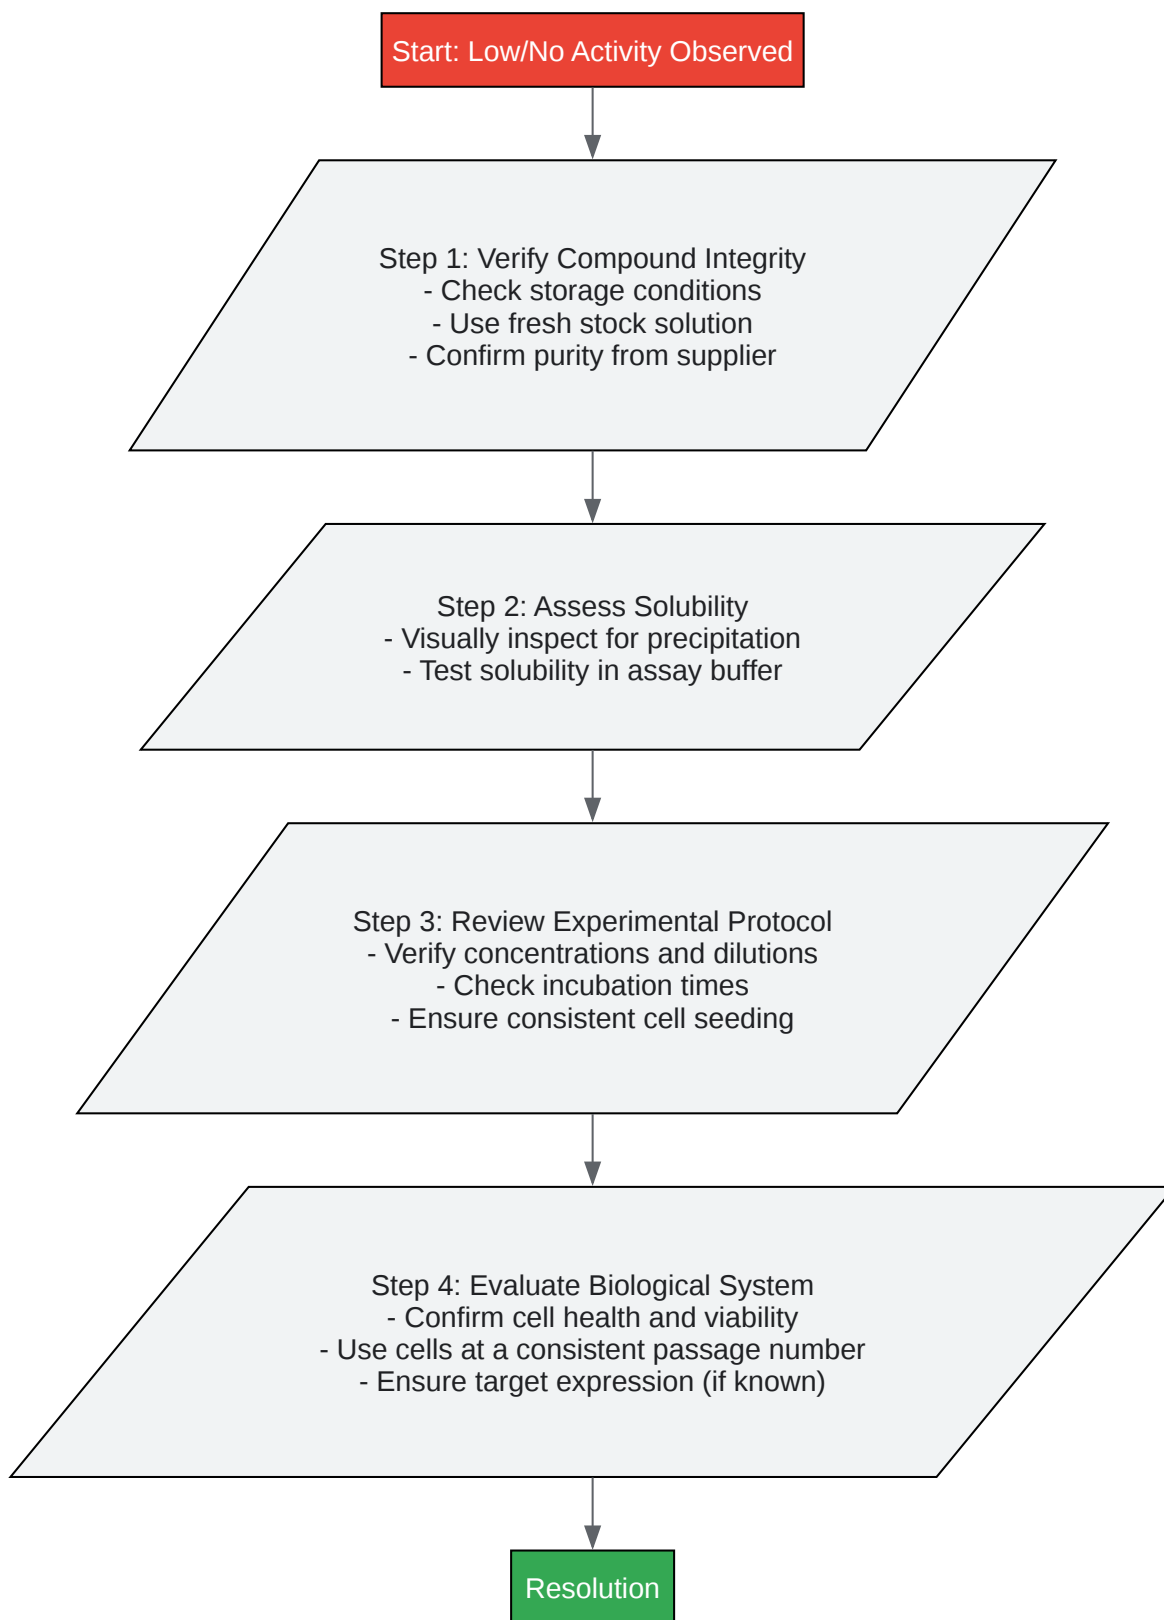 Start: Low/No Activity Observed
Step 1: Verify Compound Integrity
- Check storage conditions
- Use fresh stock solution
- Confirm purity from supplier
Step 2: Assess Solubility
- Visually inspect for precipitation
- Test solubility in assay buffer
Step 3: Review Experimental Protocol
- Verify concentrations and dilutions
- Check incubation times
- Ensure consistent cell seeding
Step 4: Evaluate Biological System
- Confirm cell health and viability
- Use cells at a consistent passage number
- Ensure target expression (if known)
Resolution